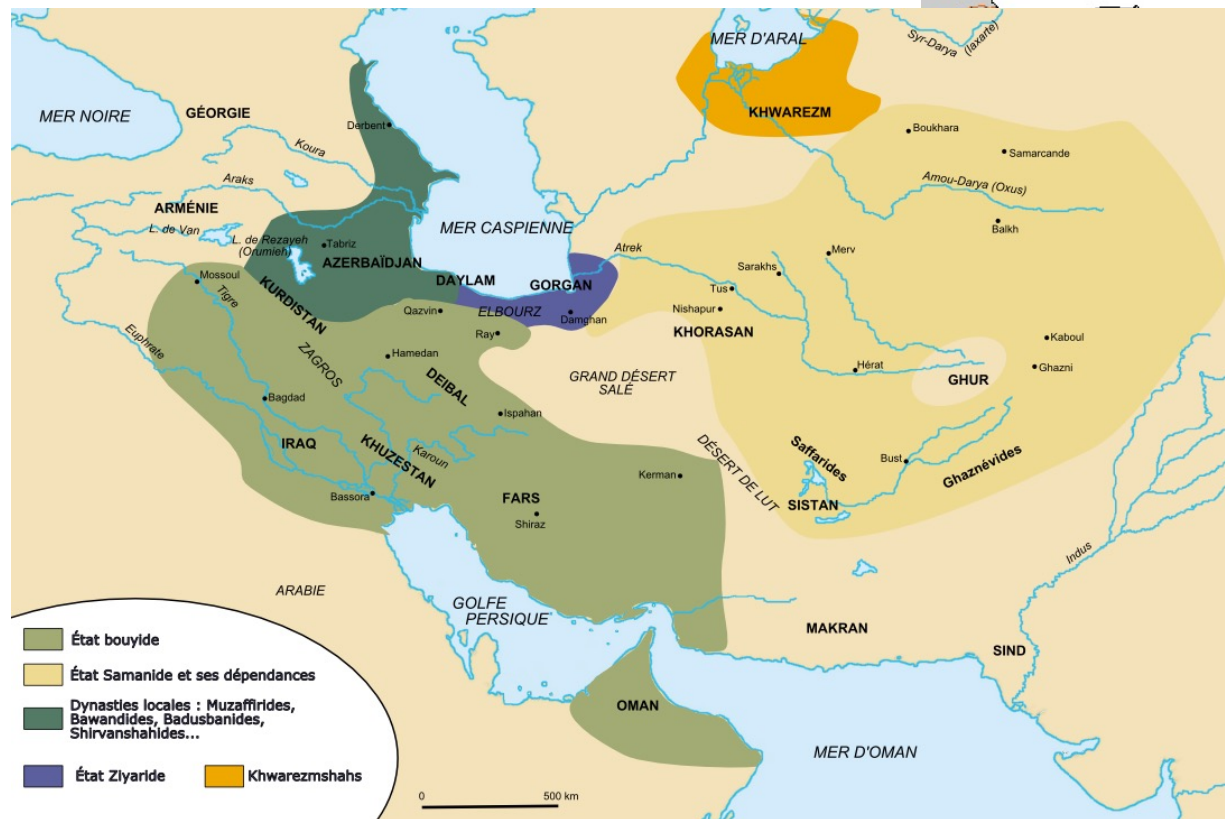 MER D'ARAL
Syr-Darya (Iaxarte)
MER NOIRE
GÉORGIE
KHWAREZM
Derbent
Boukhara
Koura
Samarcande
Araks
Amou-Darya (Oxus)
ARMÉNIE
L. de Van
L. de Rezayeh
(Orumieh)
Tabriz
MER CASPIENNE
Balkh
AZERBAÏDJAN
Atrek
Merv
Mossoul
DAYLAM
GORGAN
Sarakhs
Tigre
KURDISTAN
Tus
Qazvin
ELBOURZ
Damghan
Nishapur
KHORASAN
Euphrate
Ray
Kaboul
ZAGROS
Hamedan
Hérat
Ghazni
DEIBAL
GRAND DÉSERT
SALÉ
GHUR
Bagdad
Ispahan
IRAQ
KHUZESTAN
Karoun
DÉSERT DE LUT
Saffarides
Bust
Ghaznévides
Kerman
Bassora
FARS
SISTAN
Shiraz
Indus
ARABIE
GOLFE
PERSIQUE
MAKRAN
SIND
OMAN
MER D'OMAN
État bouyide
État Samanide et ses dépendances
Dynasties locales : Muzaffirides,
Bawandides, Badusbanides,
Shirvanshahides...
État Ziyaride
Khwarezmshahs
0 500 km